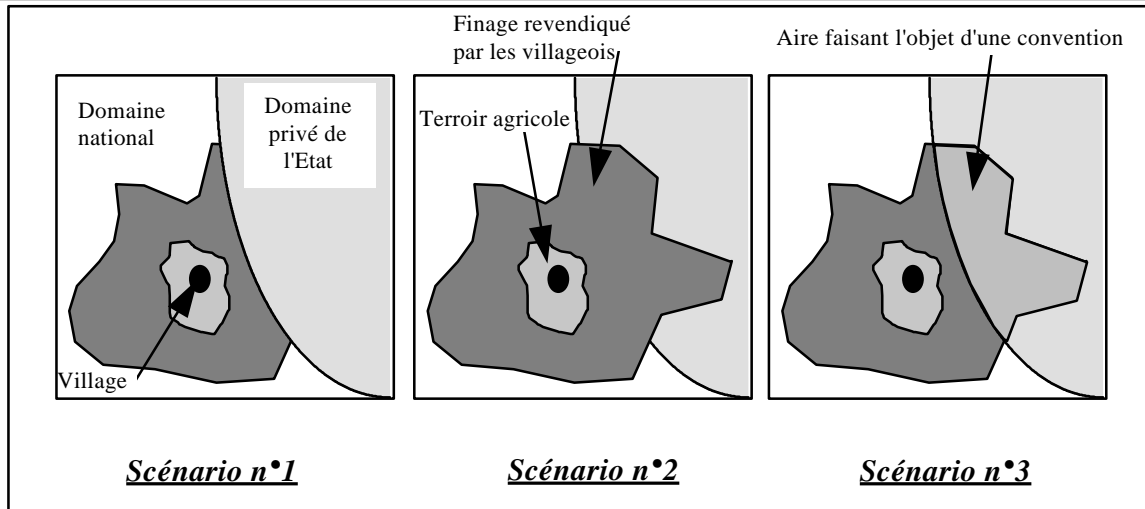 Finage revendiqué
par les villageois
Aire faisant l'objet d'une convention
Domaine
national
Domaine
privé de
l'Etat
Terroir agricole
Village
Scénario n°1
Scénario n°2
Scénario n°3